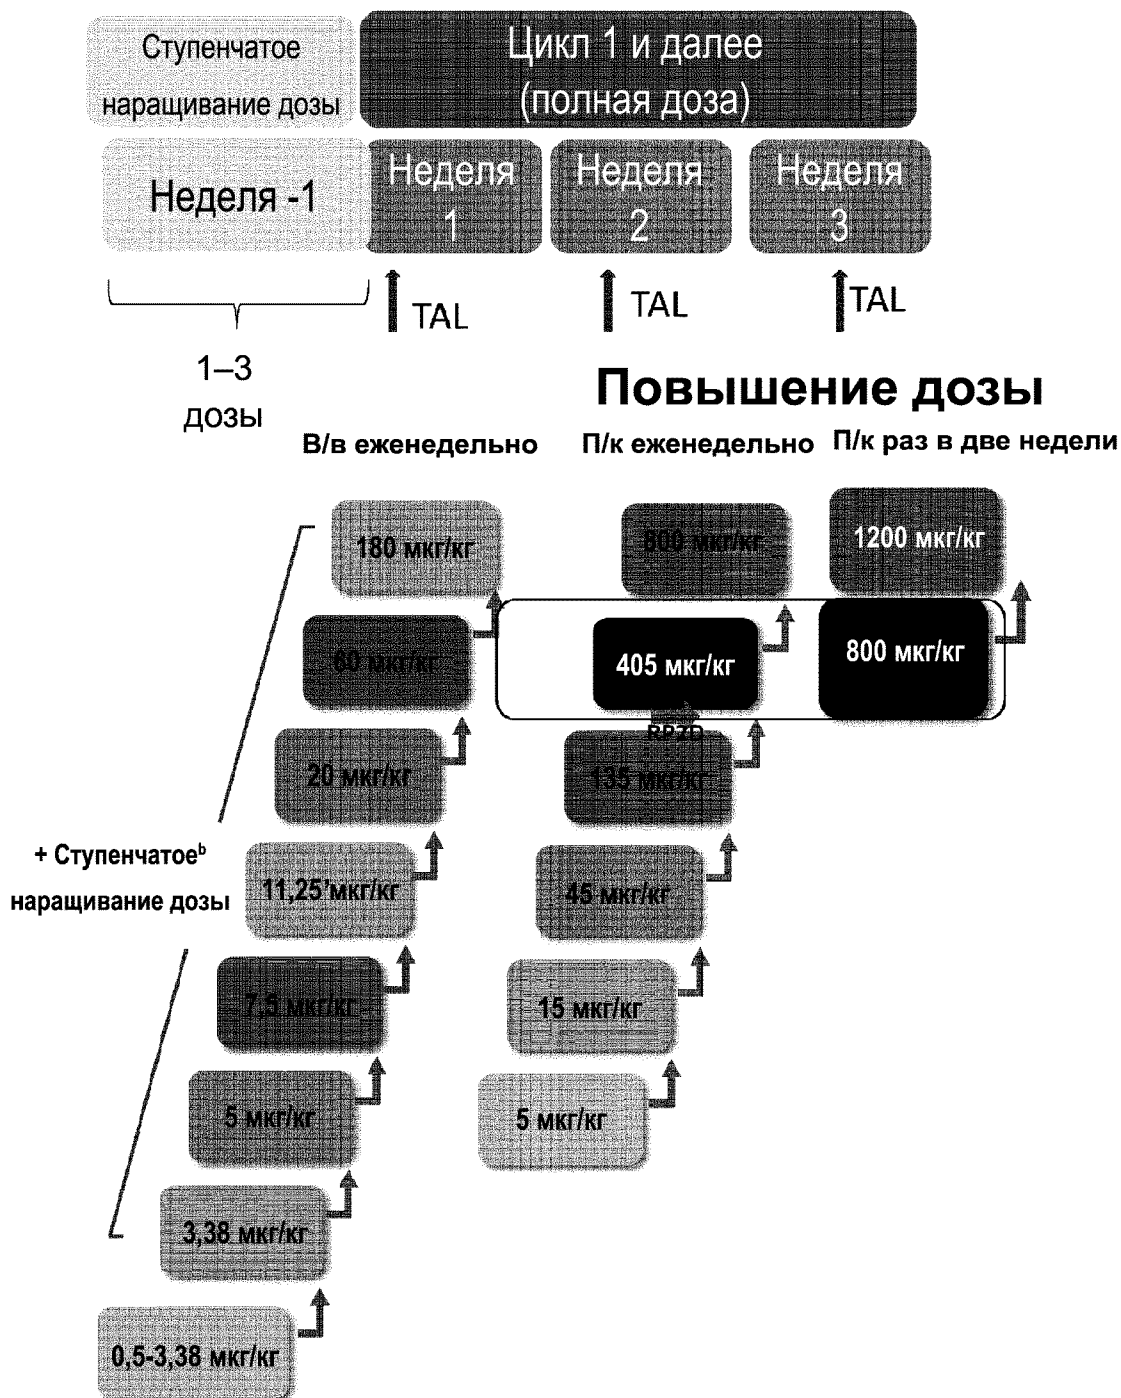 Ступенчатое
наращивание дозы
Цикл 1 и далее
(полная доза)
Неделя -1
Неделя
1
Неделя
2
Неделя
3
TAL
TAL
TAL
1–3
дозы
Повышение дозы
В/в еженедельно
П/к еженедельно
П/к раз в две недели
180 мкг/кг
800 мкг/кг
1200 мкг/кг
60 мкг/кг
405 мкг/кг
800 мкг/кг
RP2D
20 мкг/кг
135 мкг/кг
+ Ступенчатоеᵇ
наращивание дозы
11,25'мкг/кг
45 мкг/кг
7,5 мкг/кг
15 мкг/кг
5 мкг/кг
5 мкг/кг
3,38 мкг/кг
0,5-3,38 мкг/кг